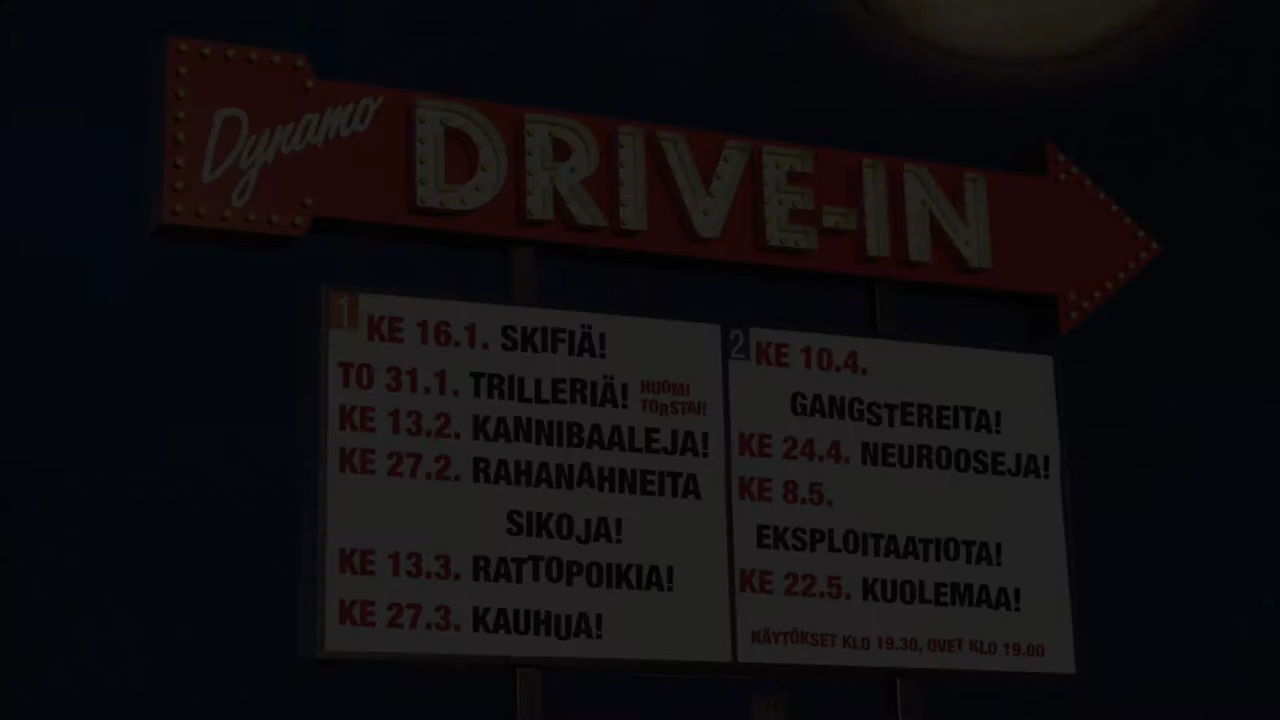 Dynamo DRIVE-IN
1
KE 16.1. SKIFIÄ!
TO 31.1. TRILLERIÄ! HUOM!
TORSTAI!
KE 13.2. KANNIBAALEJA!
KE 27.2. RAHANAHNEITA
SIKOJA!
KE 13.3. RATTOPOIKIA!
KE 27.3. KAUHUA!
2
KE 10.4.
GANGSTEREITA!
KE 24.4. NEUROOSEJA!
KE 8.5.
EKSPLOITAATIOTA!
KE 22.5. KUOLEMAA!
NÄYTÖKSET KLO 19.30, OVET KLO 19.00